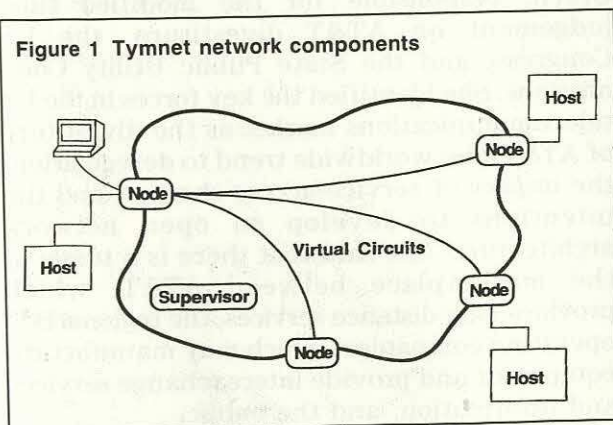 Figure 1 Tymnet network components
Host
Node
Node
Virtual Circuits
Host
Supervisor
Node
Node
Host